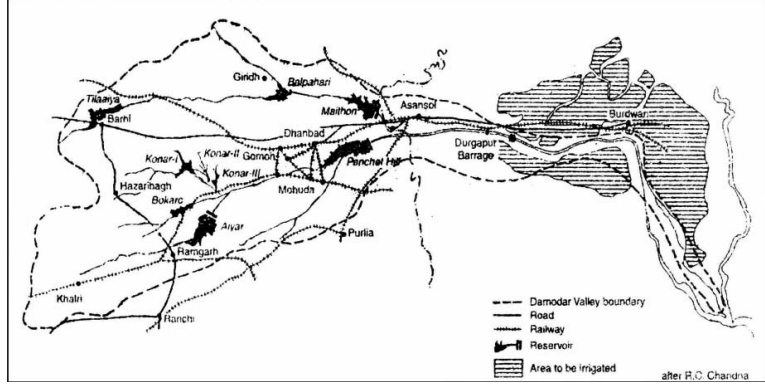 Giridh
Balpahari
Tilaaiya
Barhi
Maithon
Asansol
Burdwan
Dhanbad
Konar-I
Konar-II
Gomoh
Konar-III
Panchet Hill
Durgapur
Barrage
Hazaribagh
Mohuda
Bokaro
Aiyar
Purlia
Ramgarh
Khalri
Ranchi
Damodar Valley boundary
Road
Railway
Reservoir
Area to be irrigated
after R.C. Chandna